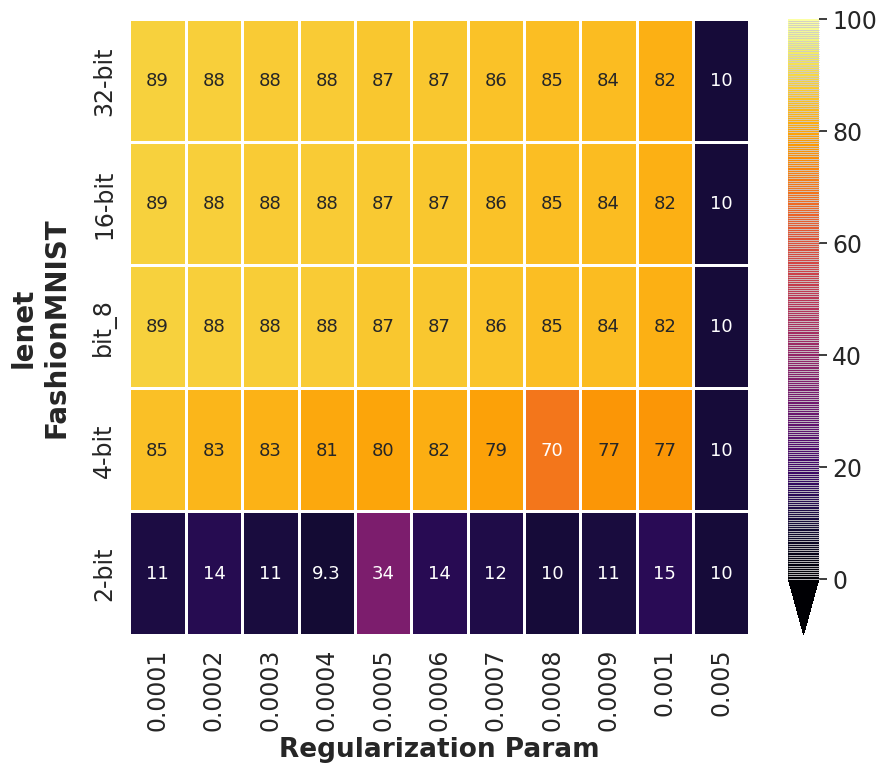 lenet
FashionMNIST
32-bit 89 88 88 88 87 87 86 85 84 82 10
16-bit 89 88 88 88 87 87 86 85 84 82 10
bit_8 89 88 88 88 87 87 86 85 84 82 10
4-bit 85 83 83 81 80 82 79 70 77 77 10
2-bit 11 14 11 9.3 34 14 12 10 11 15 10
0.0001 0.0002 0.0003 0.0004 0.0005 0.0006 0.0007 0.0008 0.0009 0.001 0.005
Regularization Param
100
80
60
40
20
0